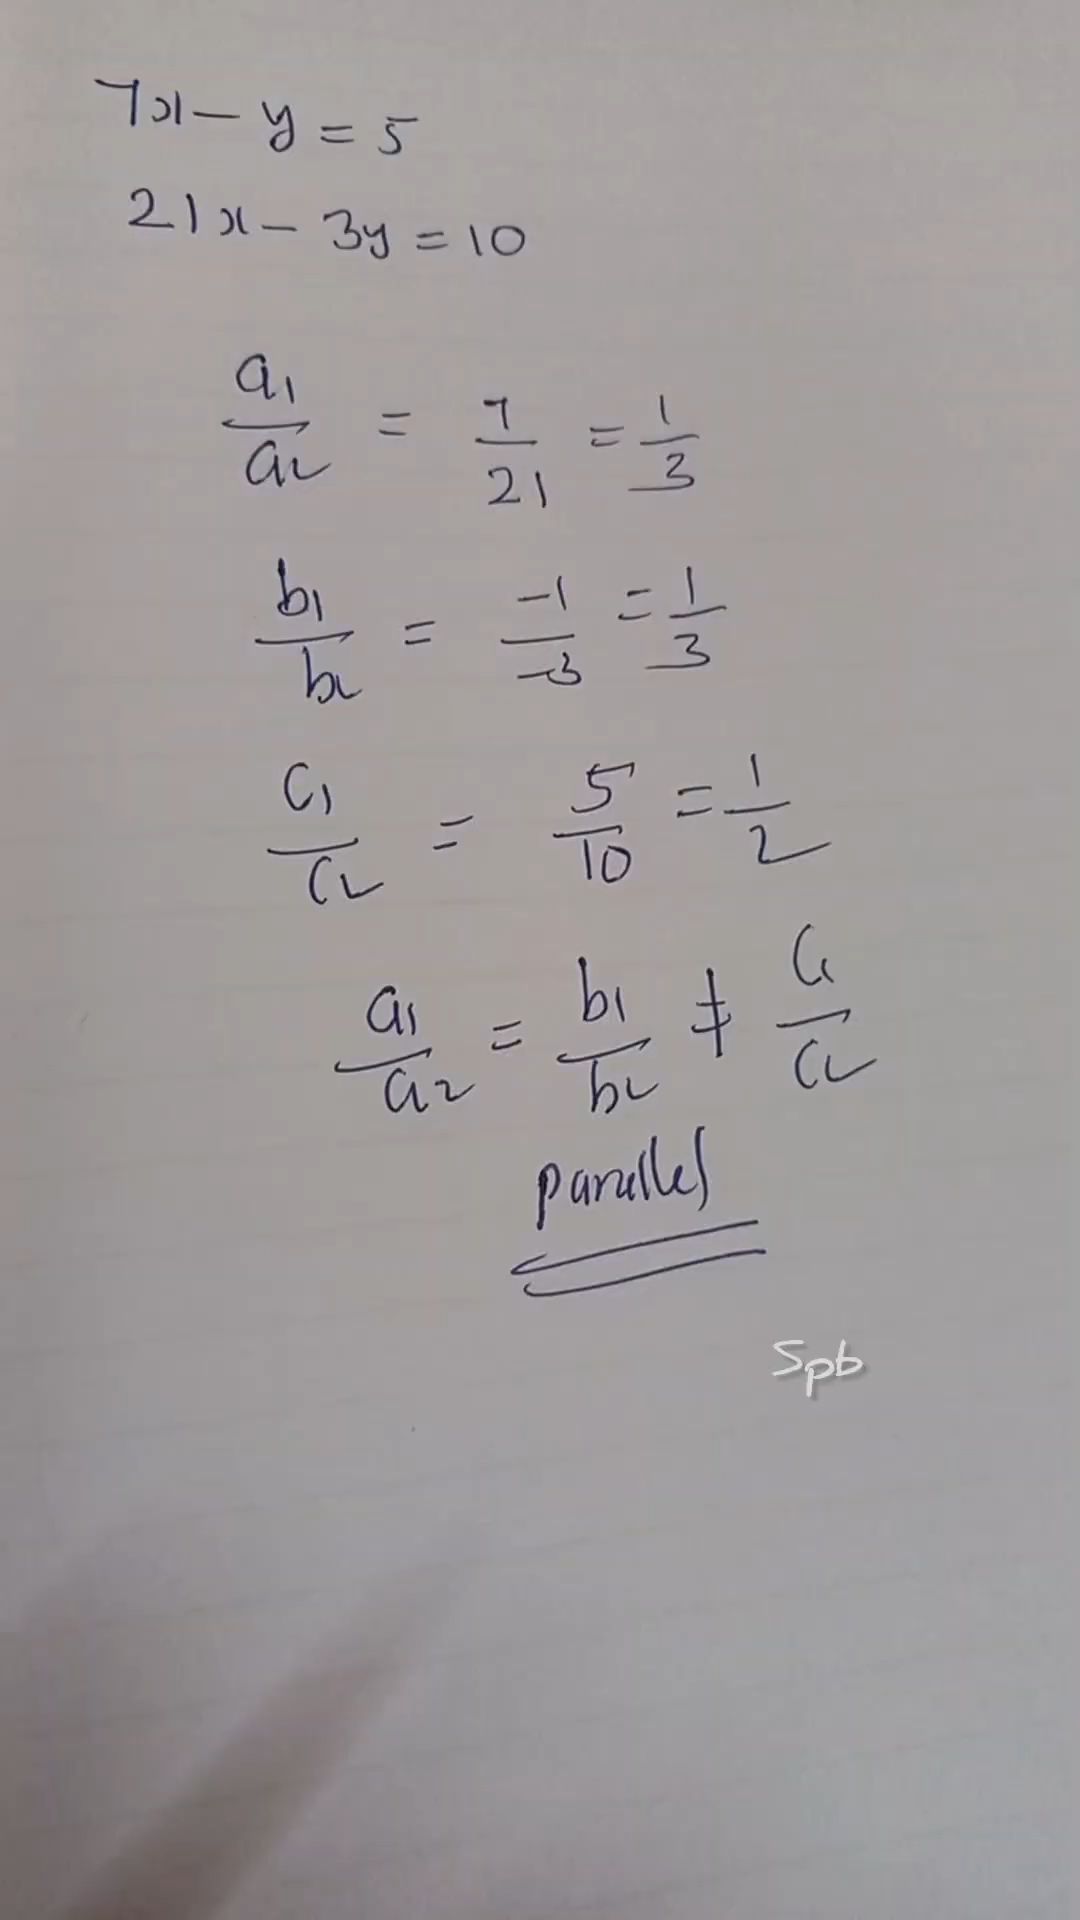 7x - y = 5
21x - 3y = 10
a1/a2 = 7/21 = 1/3
b1/b2 = -1/-3 = 1/3
c1/c2 = 5/10 = 1/2
a1/a2 = b1/b2 ≠ c1/c2
parallel
Spb